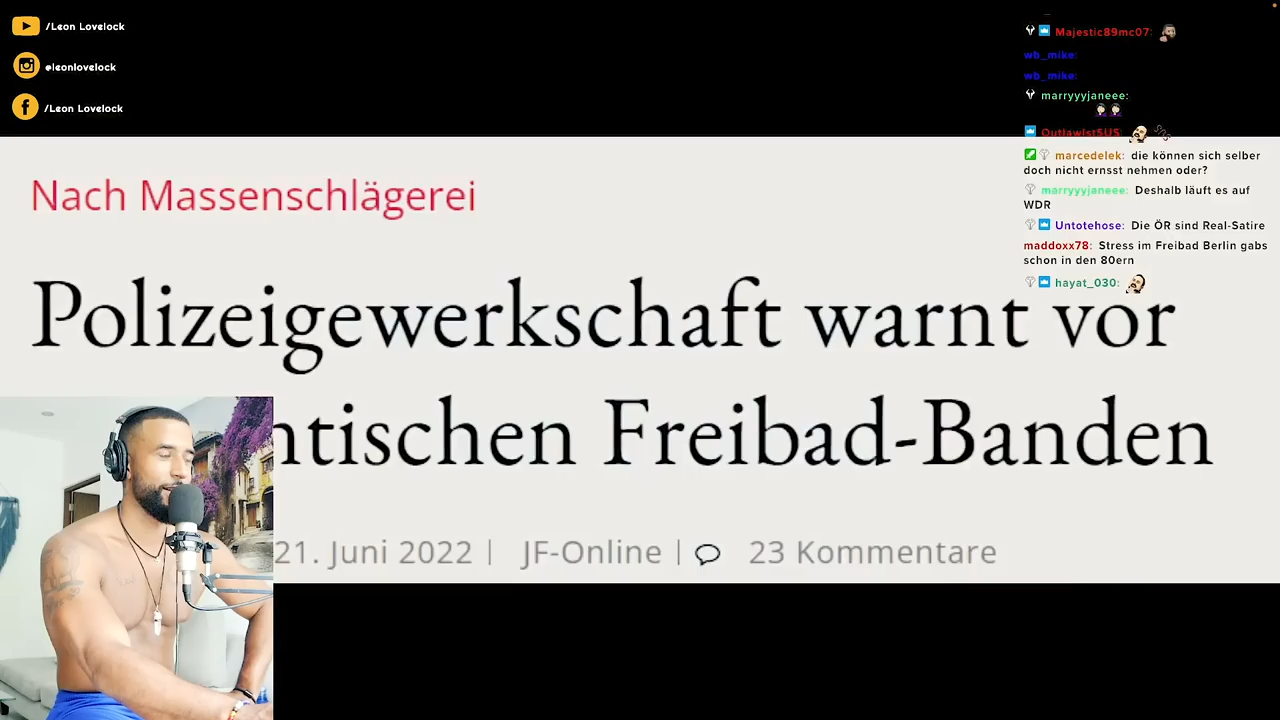 /Leon Lovelock
@leonlovelock
/Leon Lovelock
Majestic89mc07:
wb_mike:
wb_mike:
marryyyjaneee:
Outlawlst5US:
marcedelek: die können sich selber
doch nicht ernsst nehmen oder?
marryyyjaneee: Deshalb läuft es auf
WDR
Untotehose: Die ÖR sind Real-Satire
maddoxx78: Stress im Freibad Berlin gabs
schon in den 80ern
hayat_030:
Nach Massenschlägerei
Polizeigewerkschaft warnt vor
ntischen Freibad-Banden
21. Juni 2022 | JF-Online | 23 Kommentare